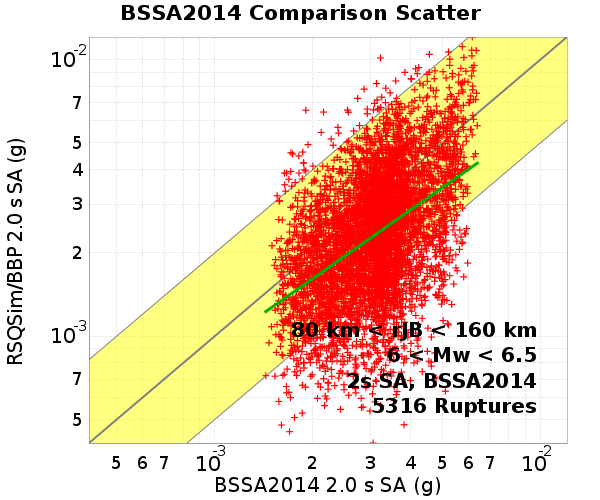 BSSA2014 Comparison Scatter
RSQSim/BBP 2.0 s SA (g)
10-2
7
5
4
3
2
10-3
7
5
80 km < rJB < 160 km
6 < Mw < 6.5
2s SA, BSSA2014
5316 Ruptures
5 6 7 10-3 2 3 4 5 6 7 10-2
BSSA2014 2.0 s SA (g)